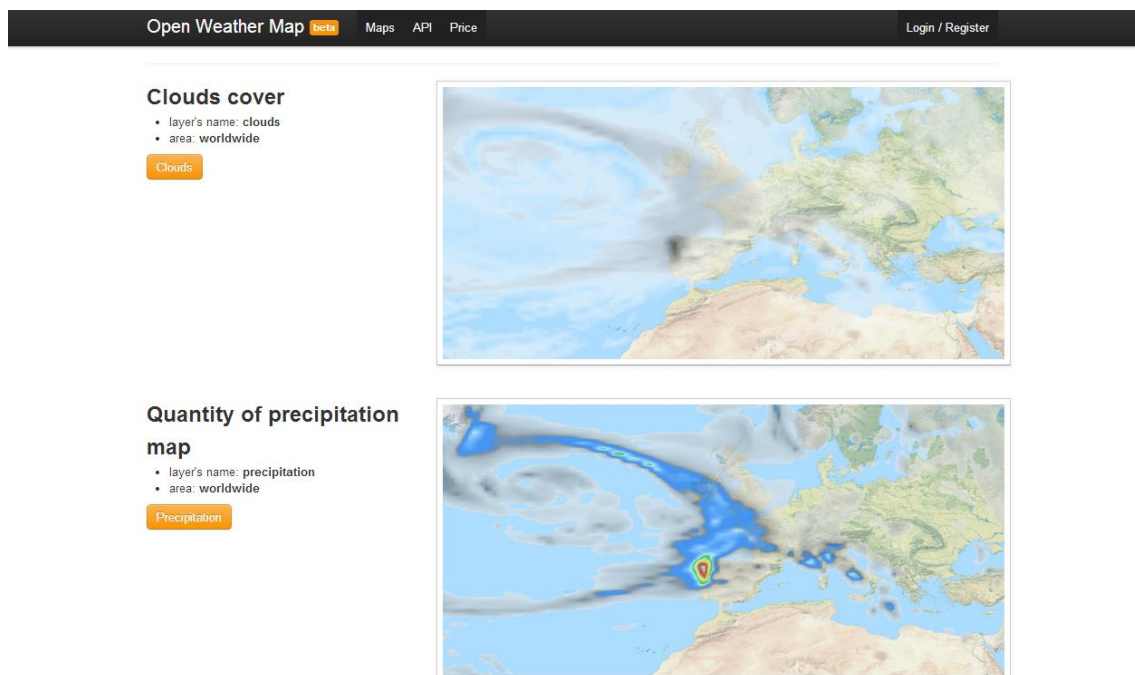 Open Weather Map beta Maps API Price Login / Register
Clouds cover
layer's name: clouds
area: worldwide
Clouds
Quantity of precipitation
map
layer's name: precipitation
area: worldwide
Precipitation